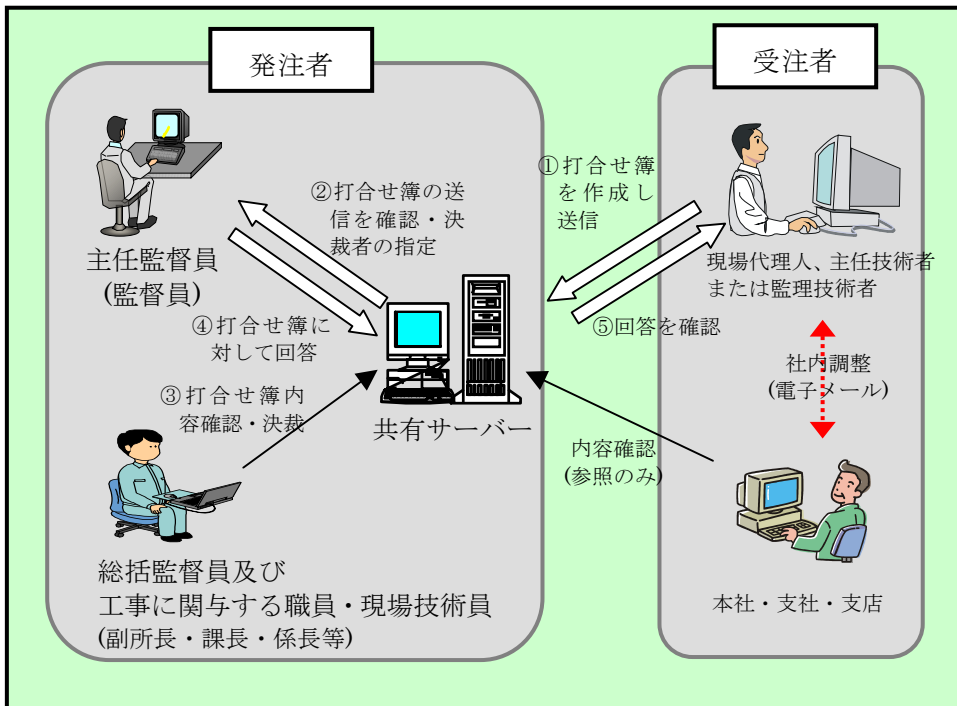 発注者
受注者
①打合せ簿
を作成し
送信
②打合せ簿の送
信を確認・決
裁者の指定
主任監督員
(監督員)
現場代理人、主任技術者
または監理技術者
④打合せ簿に
対して回答
⑤回答を確認
③打合せ簿内
容確認・決裁
共有サーバー
社内調整
(電子メール)
内容確認
(参照のみ)
総括監督員及び
工事に関与する職員・現場技術員
(副所長・課長・係長等)
本社・支社・支店